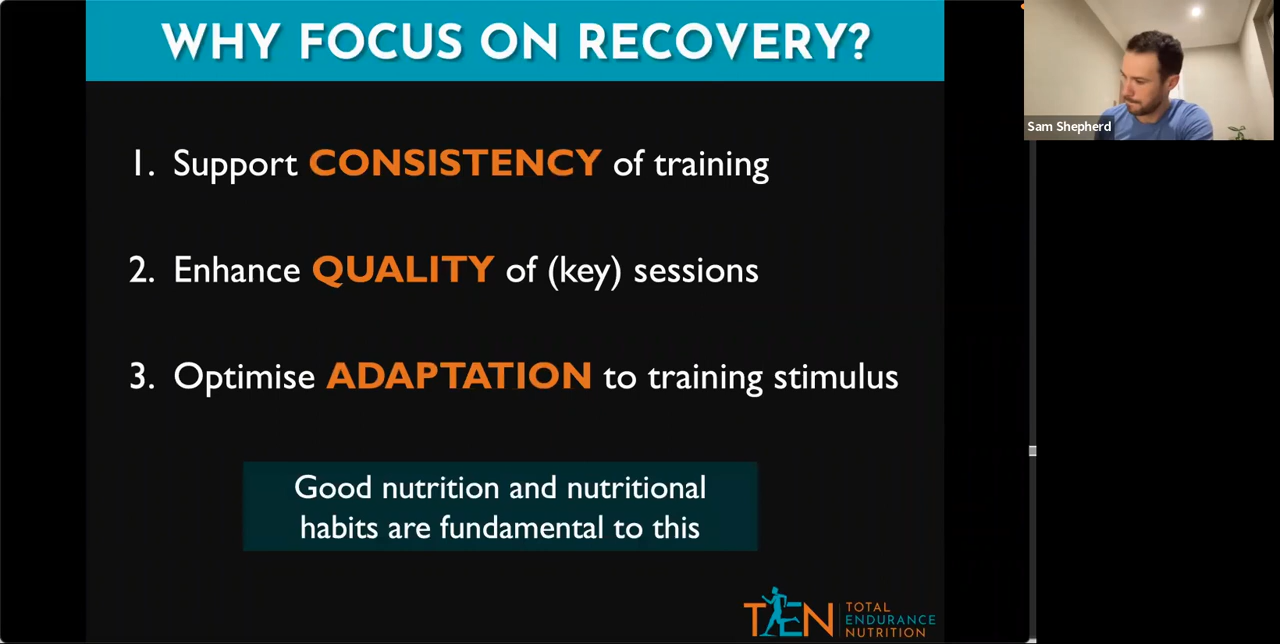 WHY FOCUS ON RECOVERY?
Sam Shepherd
1. Support CONSISTENCY of training
2. Enhance QUALITY of (key) sessions
3. Optimise ADAPTATION to training stimulus
Good nutrition and nutritional
habits are fundamental to this
TEN
TOTAL
ENDURANCE
NUTRITION